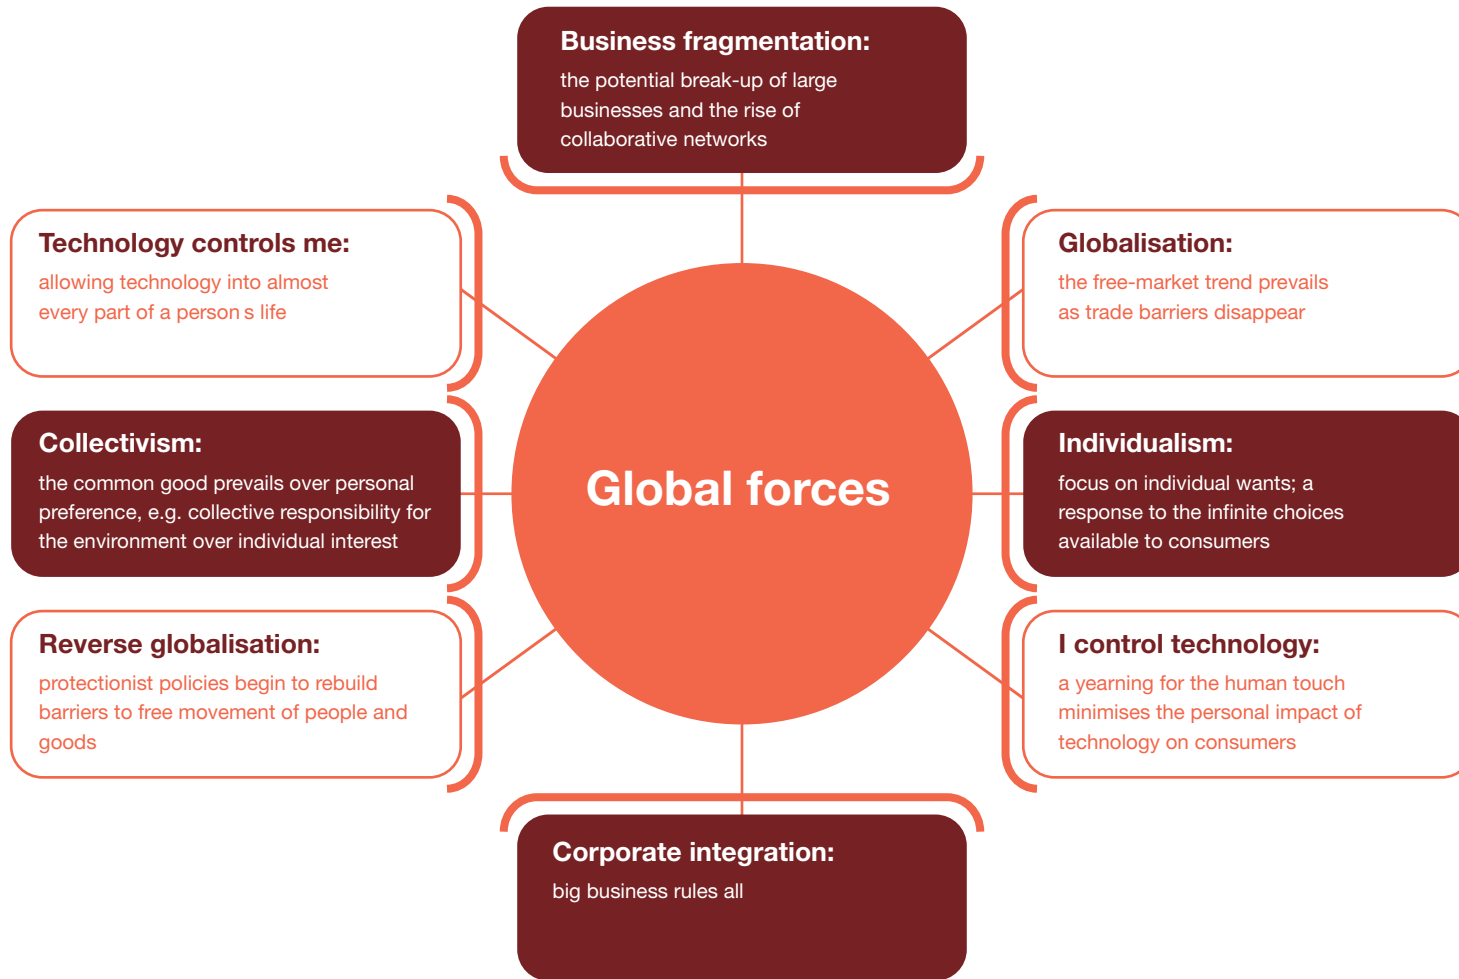 Business fragmentation:
the potential break-up of large
businesses and the rise of
collaborative networks
Technology controls me:
allowing technology into almost
every part of a person s life
Globalisation:
the free-market trend prevails
as trade barriers disappear
Collectivism:
the common good prevails over personal
preference, e.g. collective responsibility for
the environment over individual interest
Global forces
Individualism:
focus on individual wants; a
response to the infinite choices
available to consumers
Reverse globalisation:
protectionist policies begin to rebuild
barriers to free movement of people and
goods
I control technology:
a yearning for the human touch
minimises the personal impact of
technology on consumers
Corporate integration:
big business rules all